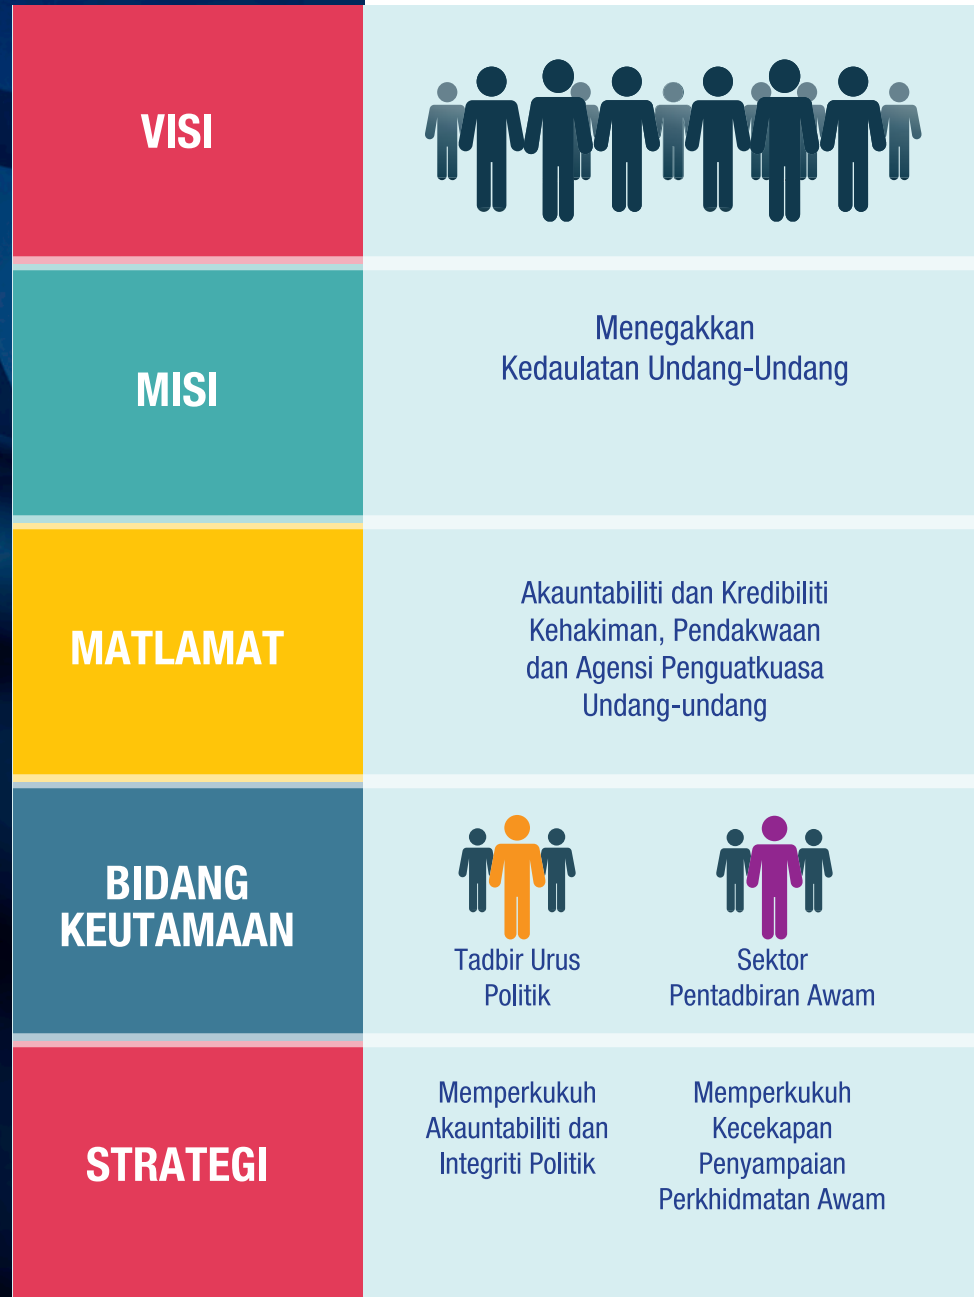 VISI
MISI
Menegakkan
Kedaulatan Undang-Undang
MATLAMAT
Akauntabiliti dan Kredibiliti
Kehakiman, Pendakwaan
dan Agensi Penguatkuasa
Undang-undang
BIDANG
KEUTAMAAN
Tadbir Urus
Politik
Sektor
Pentadbiran Awam
STRATEGI
Memperkukuh
Akauntabiliti dan
Integriti Politik
Memperkukuh
Kecekapan
Penyampaian
Perkhidmatan Awam